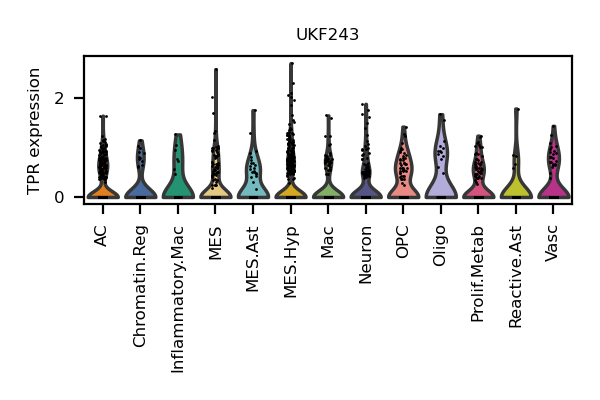 UKF243
TPR expression
2
0
AC
Chromatin.Reg
Inflammatory.Mac
MES
MES.Ast
MES.Hyp
Mac
Neuron
OPC
Oligo
Prolif.Metab
Reactive.Ast
Vasc